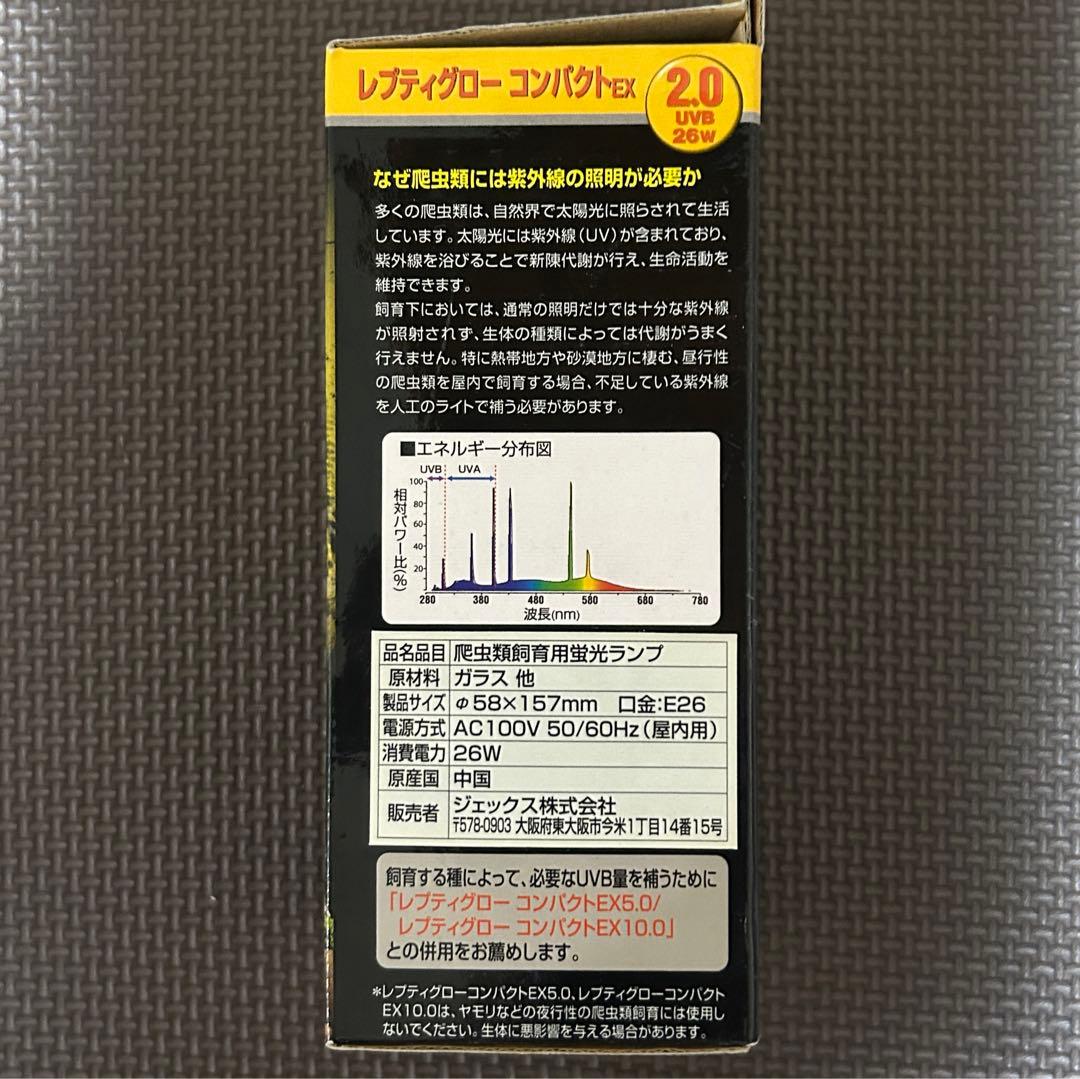 レプティグロー コンパクトEX
2.0
UVB
26W
なぜ爬虫類には紫外線の照明が必要か
多くの爬虫類は、自然界で太陽光に照らされて生活
しています。太陽光には紫外線(UV)が含まれており、
紫外線を浴びることで新陳代謝が行え、生命活動を
維持できます。
飼育下においては、通常の照明だけでは十分な紫外線
が照射されず、生体の種類によっては代謝がうまく
行えません。特に熱帯地方や砂漠地方に棲む、昼行性
の爬虫類を屋内で飼育する場合、不足している紫外線
を人工のライトで補う必要があります。
■エネルギー分布図
UVB UVA
相対パワー比(%)
100
80
60
40
20
280 380 480 580 680 780
波長(nm)
品名品目 爬虫類飼育用蛍光ランプ
原材料 ガラス 他
製品サイズ φ58×157mm 口金:E26
電源方式 AC100V 50/60Hz(屋内用)
消費電力 26W
原産国 中国
販売者 ジェックス株式会社
〒578-0903 大阪府東大阪市今米1丁目14番15号
飼育する種によって、必要なUVB量を補うために
「レプティグロー コンパクトEX5.0/
レプティグロー コンパクトEX10.0」
との併用をお薦めします。
*レプティグローコンパクトEX5.0、レプティグローコンパクト
EX10.0は、ヤモリなどの夜行性の爬虫類飼育には使用し
ないでください。生体に悪影響を与える場合があります。